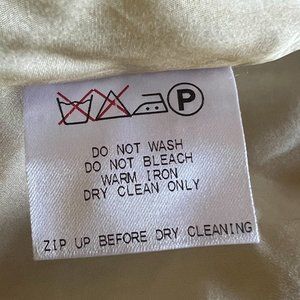 P
DO NOT WASH
DO NOT BLEACH
WARM IRON
DRY CLEAN ONLY
ZIP UP BEFORE DRY CLEANING